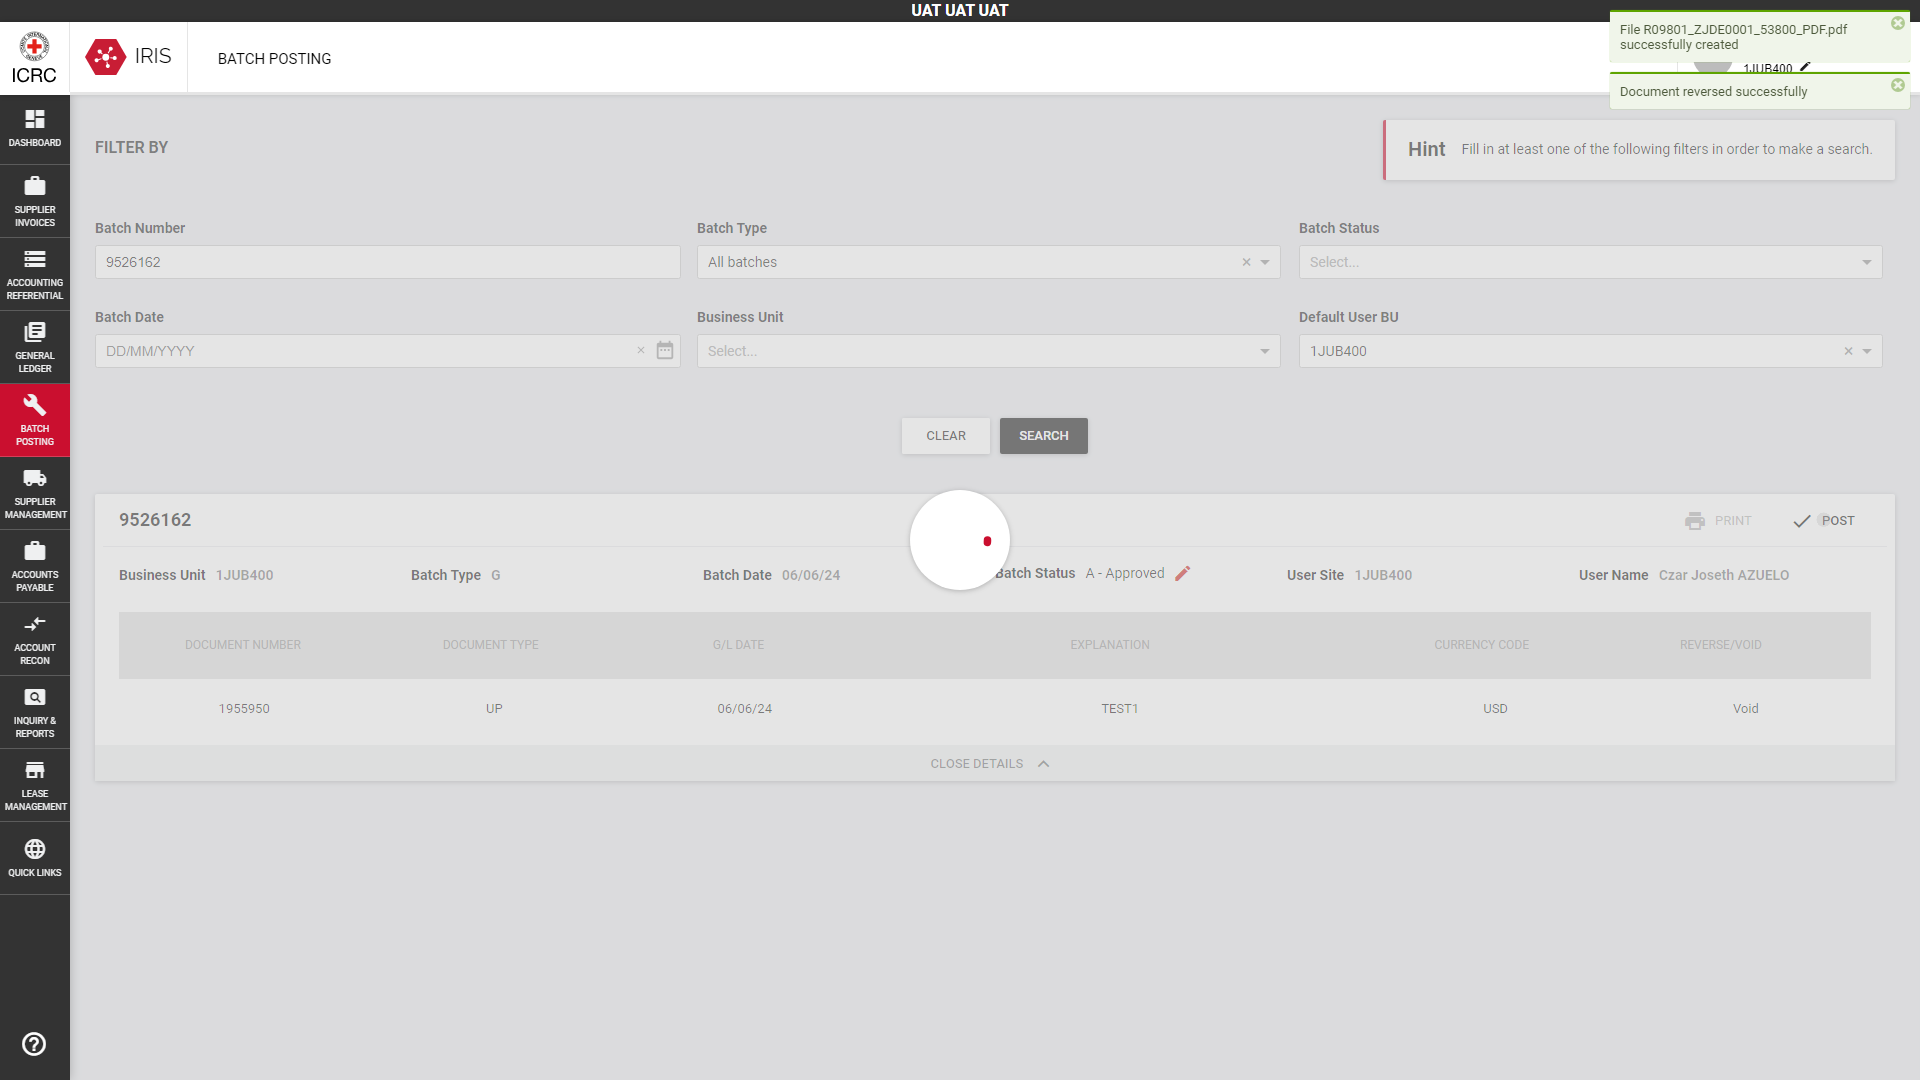 UAT UAT UAT
ICRC
IRIS
BATCH POSTING
File R09801_ZJDE0001_53800_PDF.pdf
successfully created
1JUB400
Document reversed successfully
DASHBOARD
SUPPLIER
INVOICES
ACCOUNTING
REFERENTIAL
GENERAL
LEDGER
BATCH
POSTING
SUPPLIER
MANAGEMENT
ACCOUNTS
PAYABLE
ACCOUNT
RECON
INQUIRY &
REPORTS
LEASE
MANAGEMENT
QUICK LINKS
FILTER BY
Hint Fill in at least one of the following filters in order to make a search.
Batch Number Batch Type Batch Status
9526162 All batches Select...
Batch Date Business Unit Default User BU
DD/MM/YYYY Select... 1JUB400
CLEAR SEARCH
9526162 PRINT POST
Business Unit 1JUB400 Batch Type G Batch Date 06/06/24 Batch Status A - Approved User Site 1JUB400 User Name Czar Joseth AZUELO
DOCUMENT NUMBER DOCUMENT TYPE G/L DATE EXPLANATION CURRENCY CODE REVERSE/VOID
1955950 UP 06/06/24 TEST1 USD Void
CLOSE DETAILS